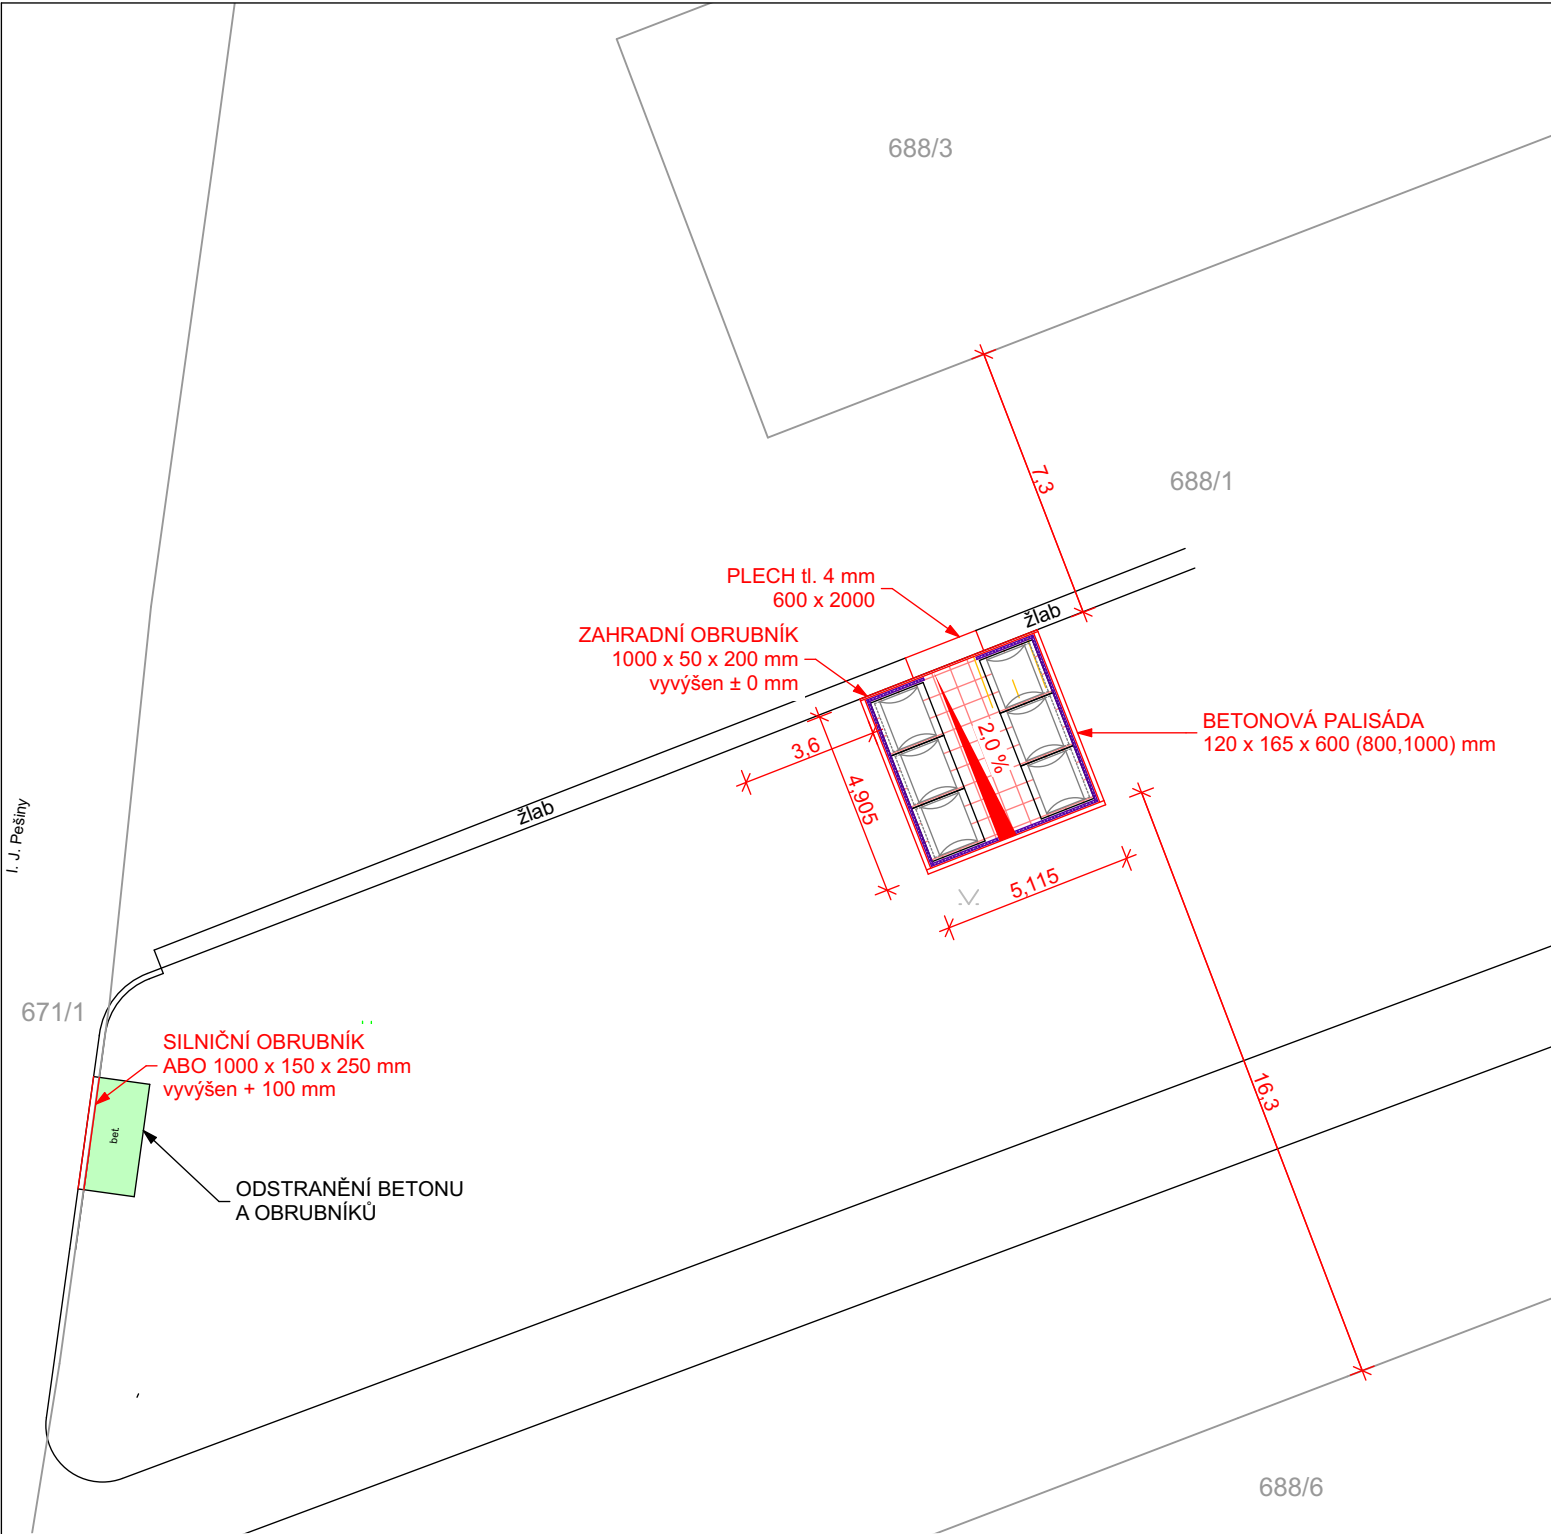 688/3
7,3
688/1
PLECH tl. 4 mm
600 x 2000
žlab
ZAHRADNÍ OBRUBNÍK
1000 x 50 x 200 mm
vyvýšen ± 0 mm
BETONOVÁ PALISÁDA
120 x 165 x 600 (800,1000) mm
2,0 %
3,6
4,905
žlab
5,115
I. J. Pešiny
671/1
SILNIČNÍ OBRUBNÍK
ABO 1000 x 150 x 250 mm
vyvýšen + 100 mm
bet.
16,3
ODSTRANĚNÍ BETONU
A OBRUBNÍKŮ
688/6